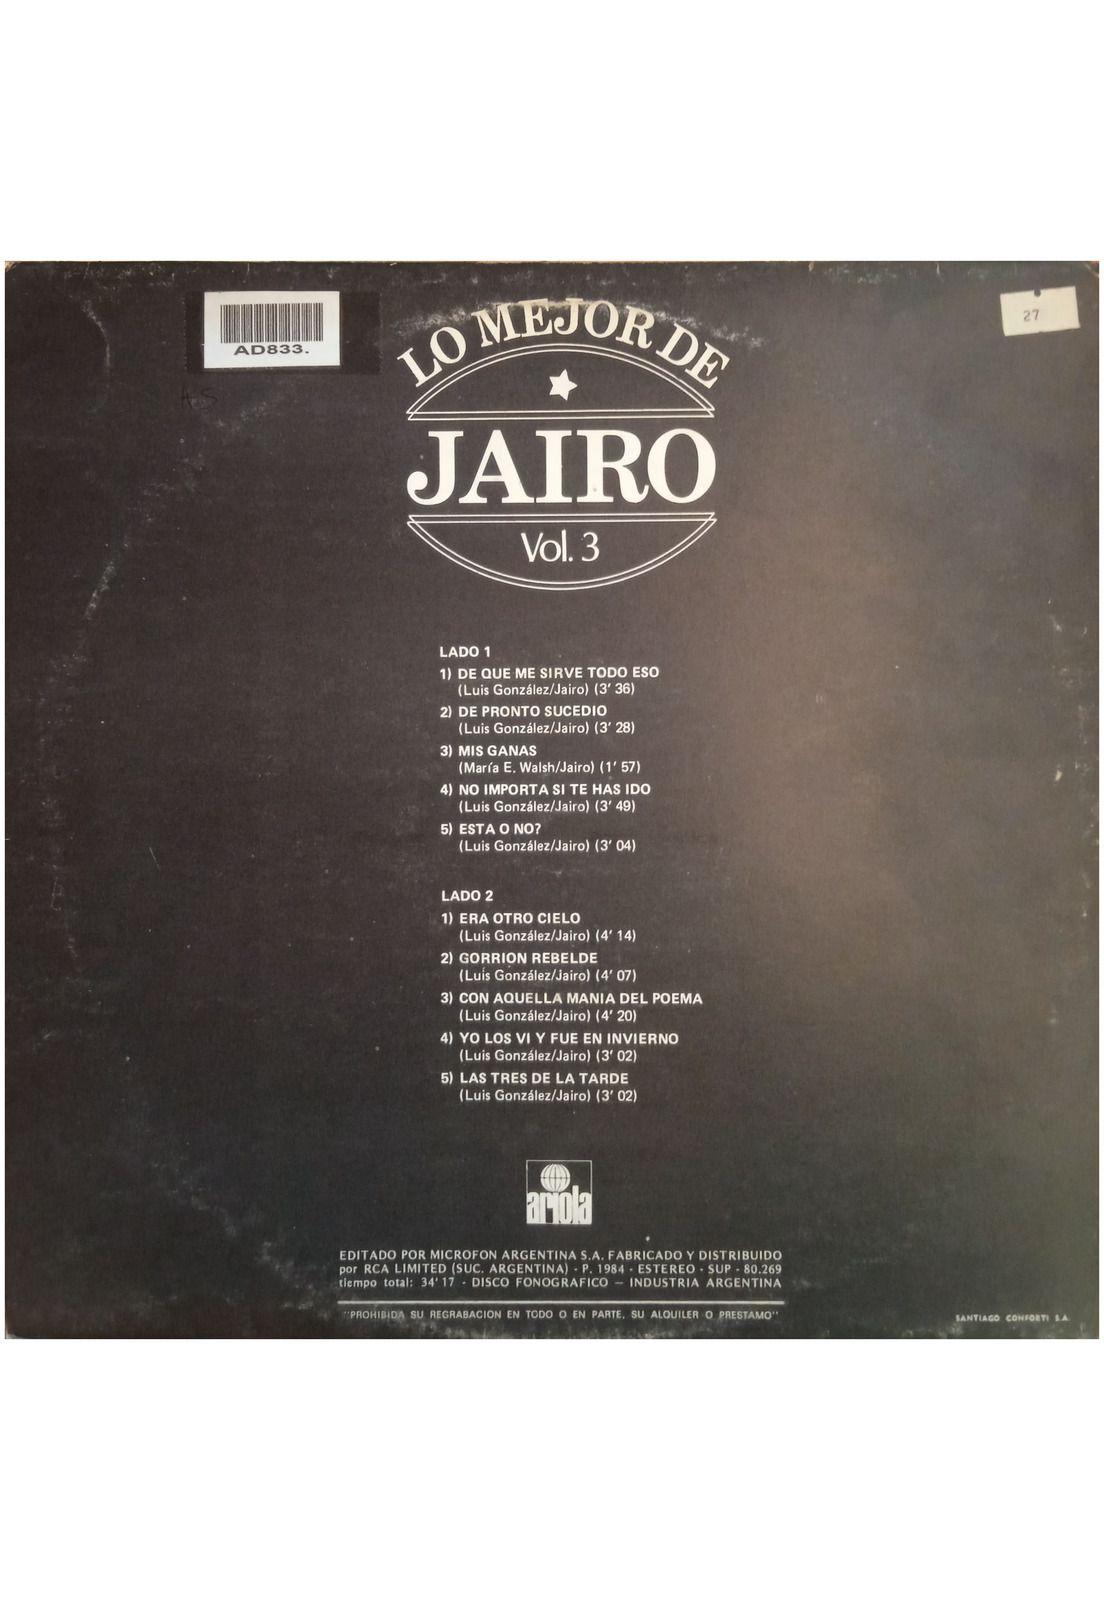 AD833.
27
LO MEJOR DE
JAIRO
Vol. 3
LADO 1
1) DE QUE ME SIRVE TODO ESO
(Luis González/Jairo) (3' 36)
2) DE PRONTO SUCEDIO
(Luis González/Jairo) (3' 28)
3) MIS GANAS
(María E. Walsh/Jairo) (1' 57)
4) NO IMPORTA SI TE HAS IDO
(Luis González/Jairo) (3' 49)
5) ESTA O NO?
(Luis González/Jairo) (3' 04)
LADO 2
1) ERA OTRO CIELO
(Luis González/Jairo) (4' 14)
2) GORRION REBELDE
(Luis González/Jairo) (4' 07)
3) CON AQUELLA MANIA DEL POEMA
(Luis González/Jairo) (4' 20)
4) YO LOS VI Y FUE EN INVIERNO
(Luis González/Jairo) (3' 02)
5) LAS TRES DE LA TARDE
(Luis González/Jairo) (3' 02)
ariola
EDITADO POR MICROFON ARGENTINA S.A. FABRICADO Y DISTRIBUIDO
por RCA LIMITED (SUC. ARGENTINA) - P. 1984 - ESTEREO - SUP - 80.269
tiempo total: 34' 17 - DISCO FONOGRAFICO — INDUSTRIA ARGENTINA
"PROHIBIDA SU REGRABACION EN TODO O EN PARTE, SU ALQUILER O PRESTAMO"
SANTIAGO CONFORTI S.A.